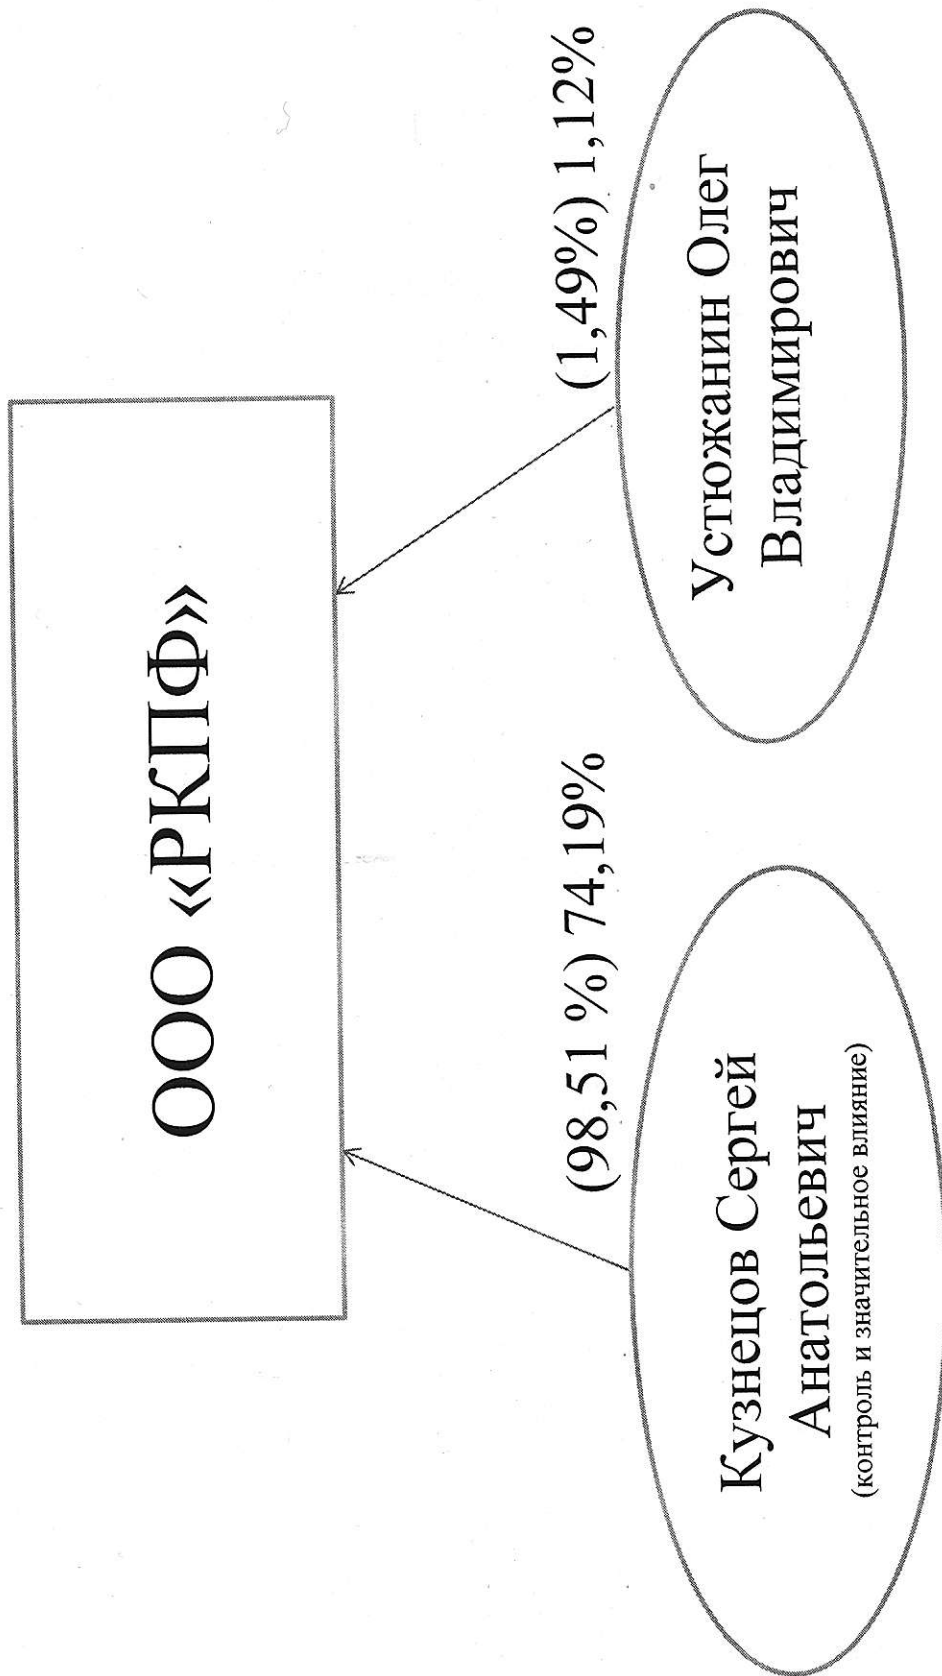 ООО «РКПФ»
(98,51 %) 74,19%
(1,49%) 1,12%
Кузнецов Сергей
Анатольевич
(контроль и значительное влияние)
Устюжанин Олег
Владимирович